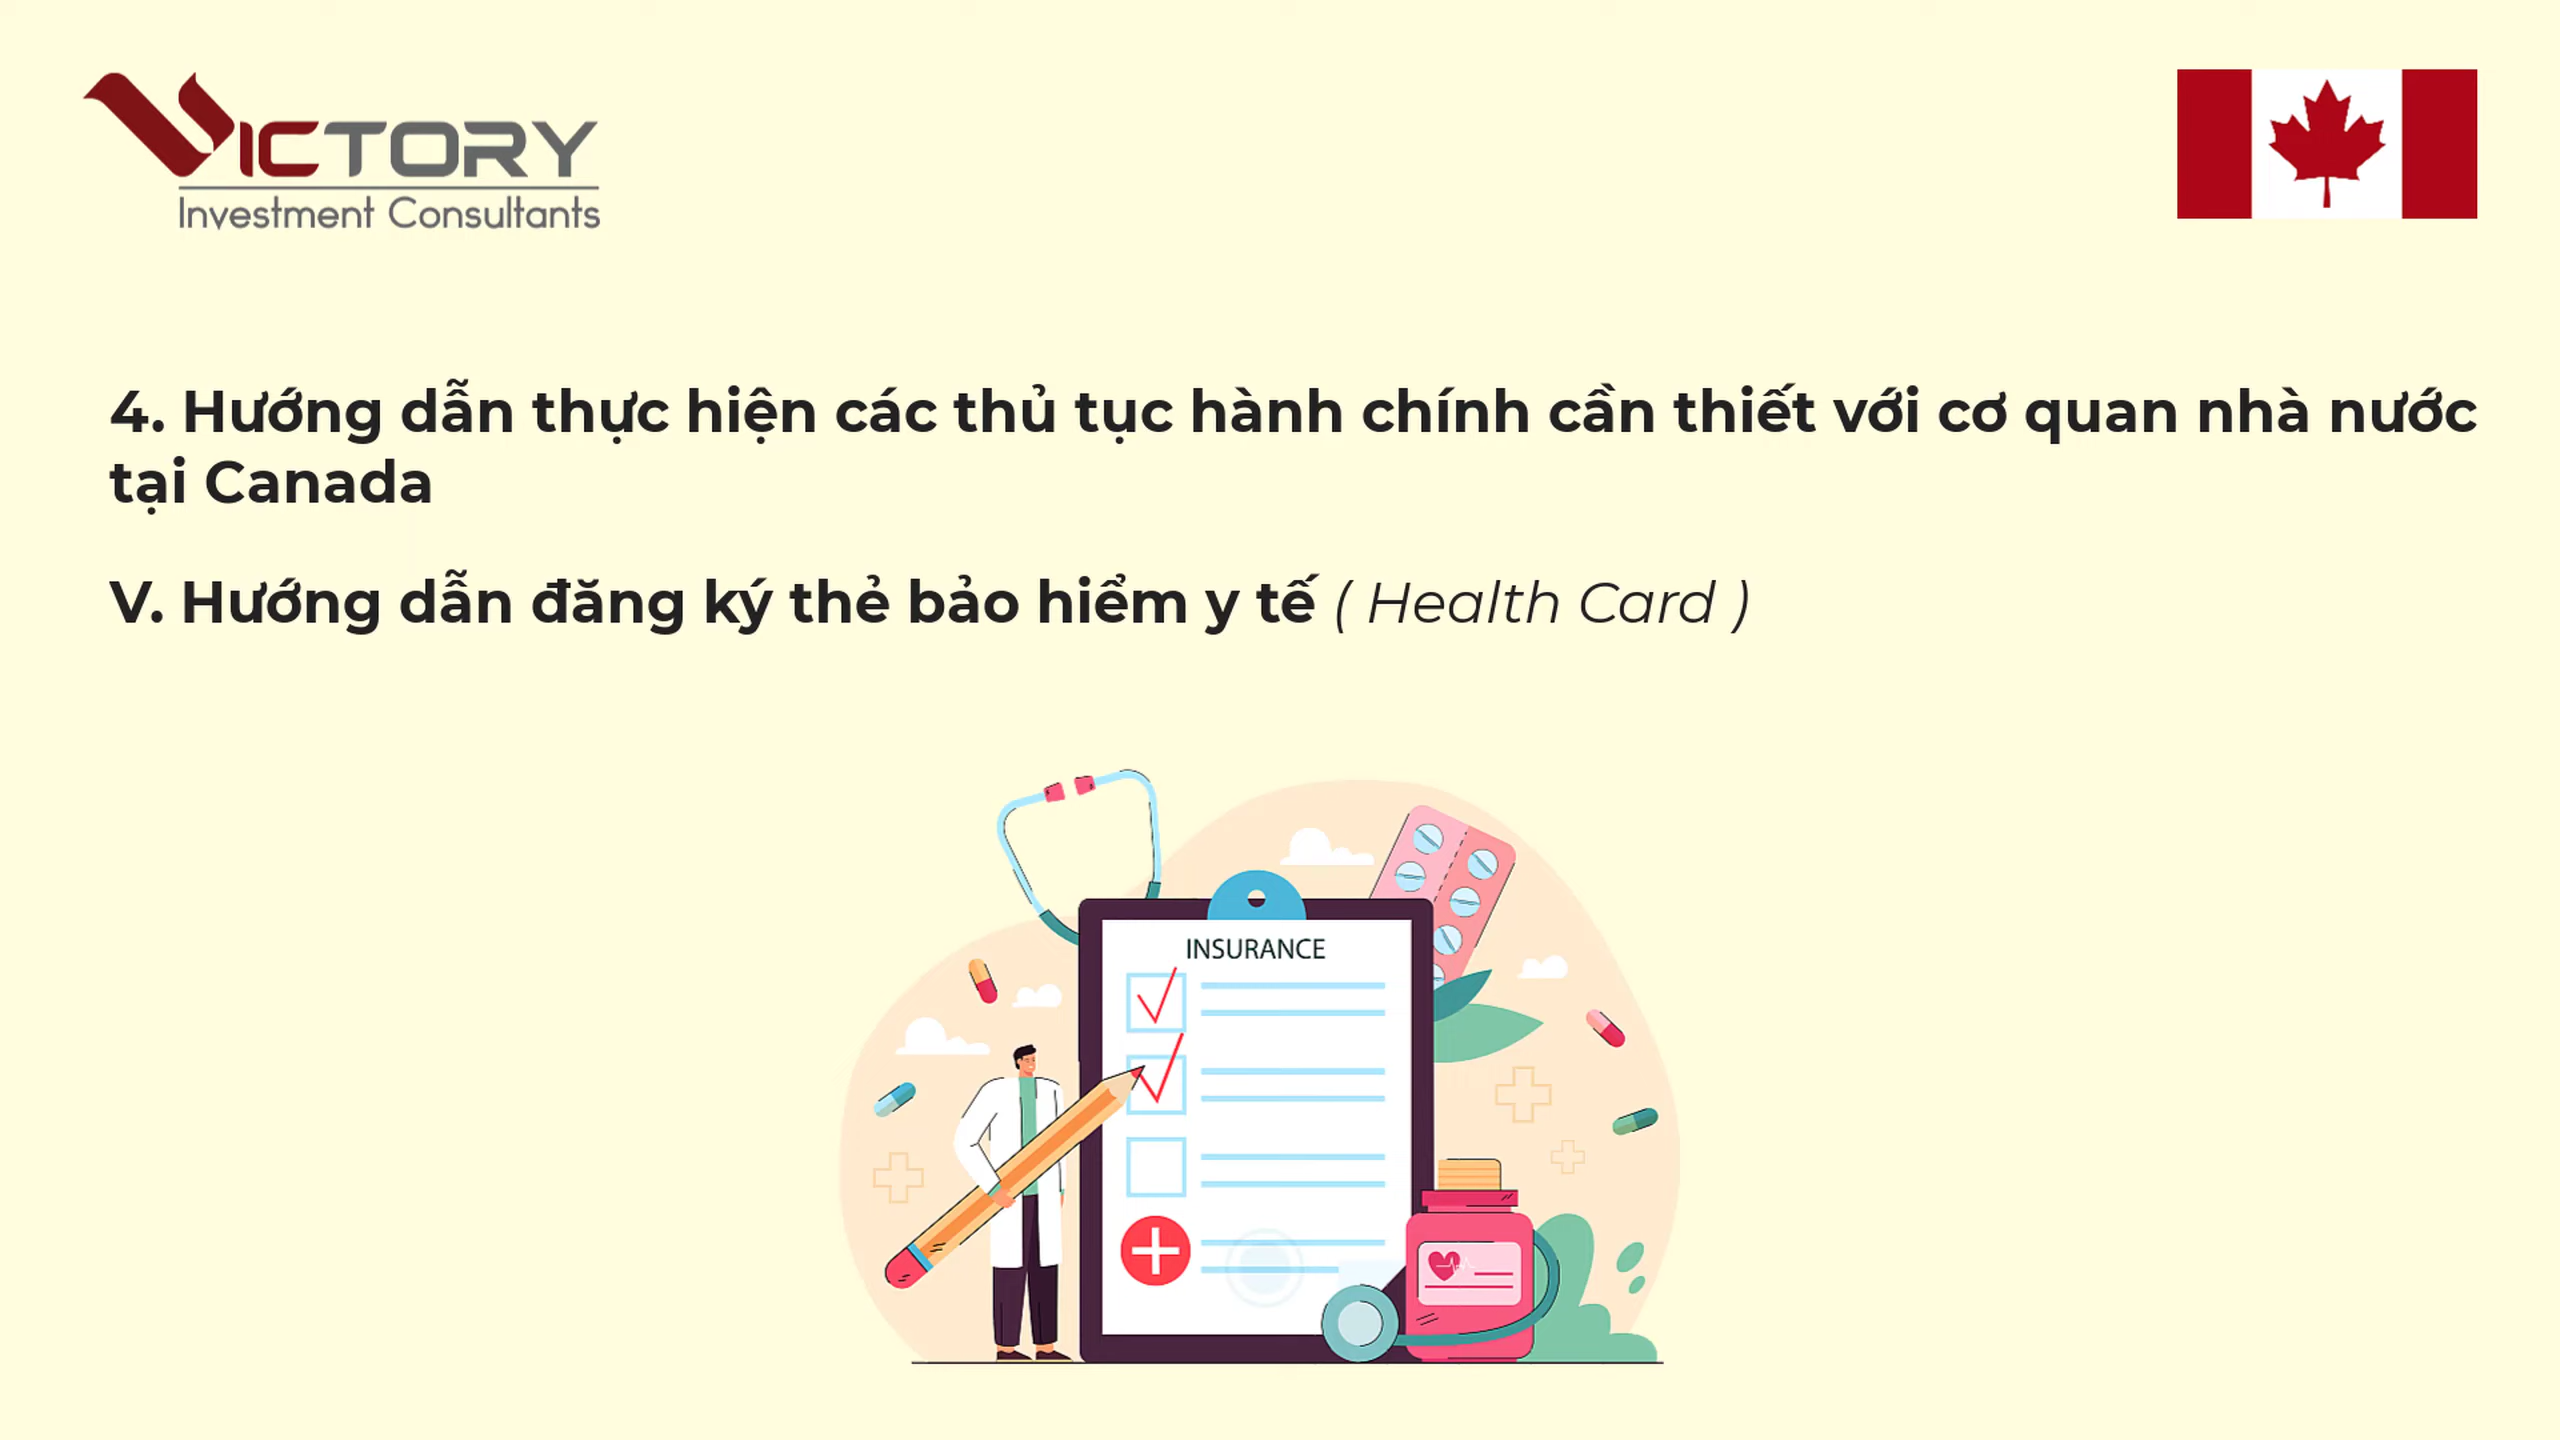 VICTORY
Investment Consultants
4. Hướng dẫn thực hiện các thủ tục hành chính cần thiết với cơ quan nhà nước
tại Canada
V. Hướng dẫn đăng ký thẻ bảo hiểm y tế ( Health Card )
INSURANCE